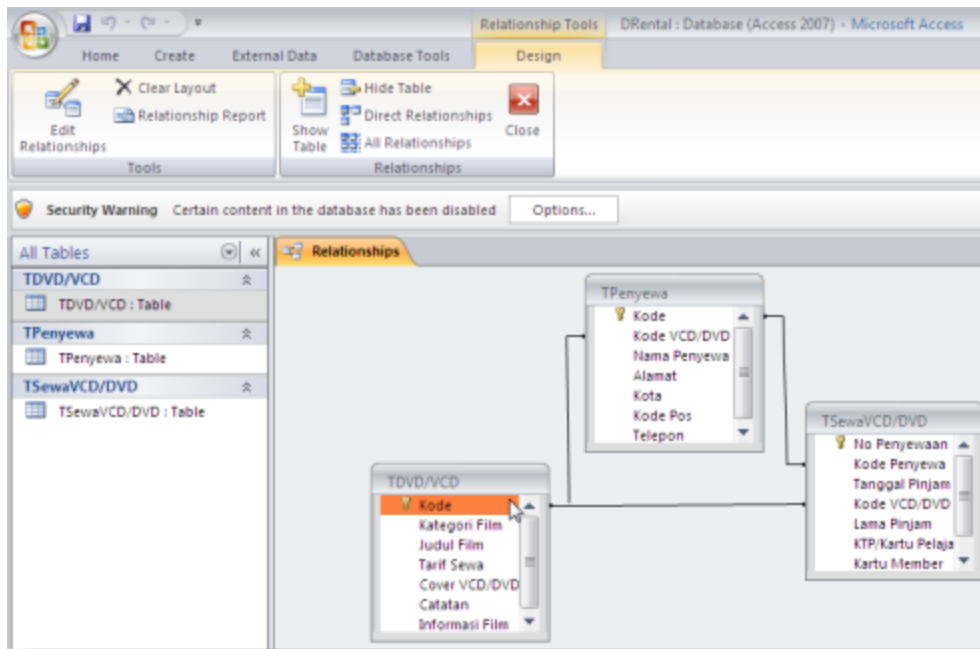 Relationship Tools
DRental : Database (Access 2007) - Microsoft Access
Home Create External Data Database Tools Design
Edit Relationships
Clear Layout
Relationship Report
Tools
Show Table
Hide Table
Direct Relationships
All Relationships
Close
Relationships
Security Warning Certain content in the database has been disabled Options...
All Tables
TDVD/VCD
TDVD/VCD : Table
TPenyewa
TPenyewa : Table
TSewaVCD/DVD
TSewaVCD/DVD : Table
Relationships
TPenyewa
Kode
Kode VCD/DVD
Nama Penyewa
Alamat
Kota
Kode Pos
Telepon
TDVD/VCD
Kode
Kategori Film
Judul Film
Tarif Sewa
Cover VCD/DVD
Catatan
Informasi Film
TSewaVCD/DVD
No Penyewaan
Kode Penyewa
Tanggal Pinjam
Kode VCD/DVD
Lama Pinjam
KTP/Kartu Pelaja
Kartu Member